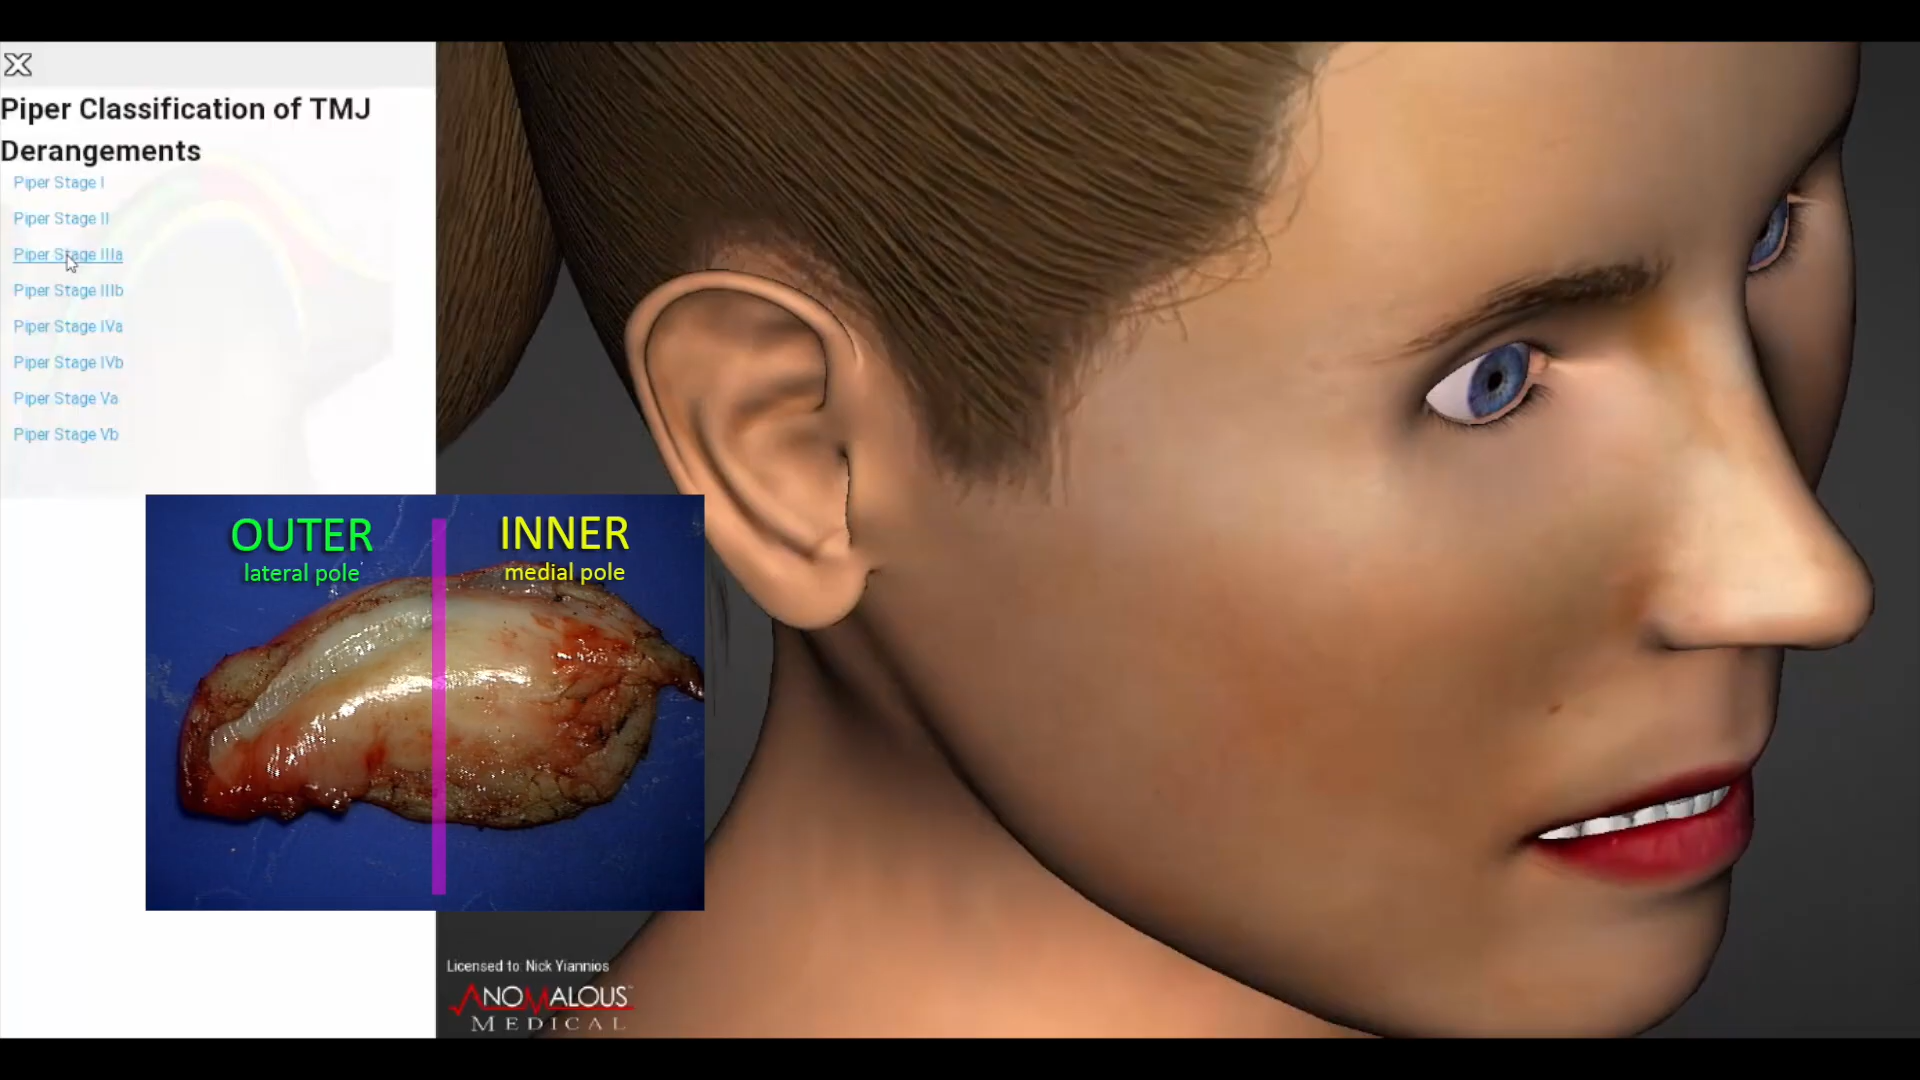 X
Piper Classification of TMJ
Derangements
Piper Stage I
Piper Stage II
Piper Stage IIIa
Piper Stage IIIb
Piper Stage IVa
Piper Stage IVb
Piper Stage Va
Piper Stage Vb
OUTER
lateral pole
INNER
medial pole
Licensed to: Nick Yiannios
ANOMALOUS
MEDICAL